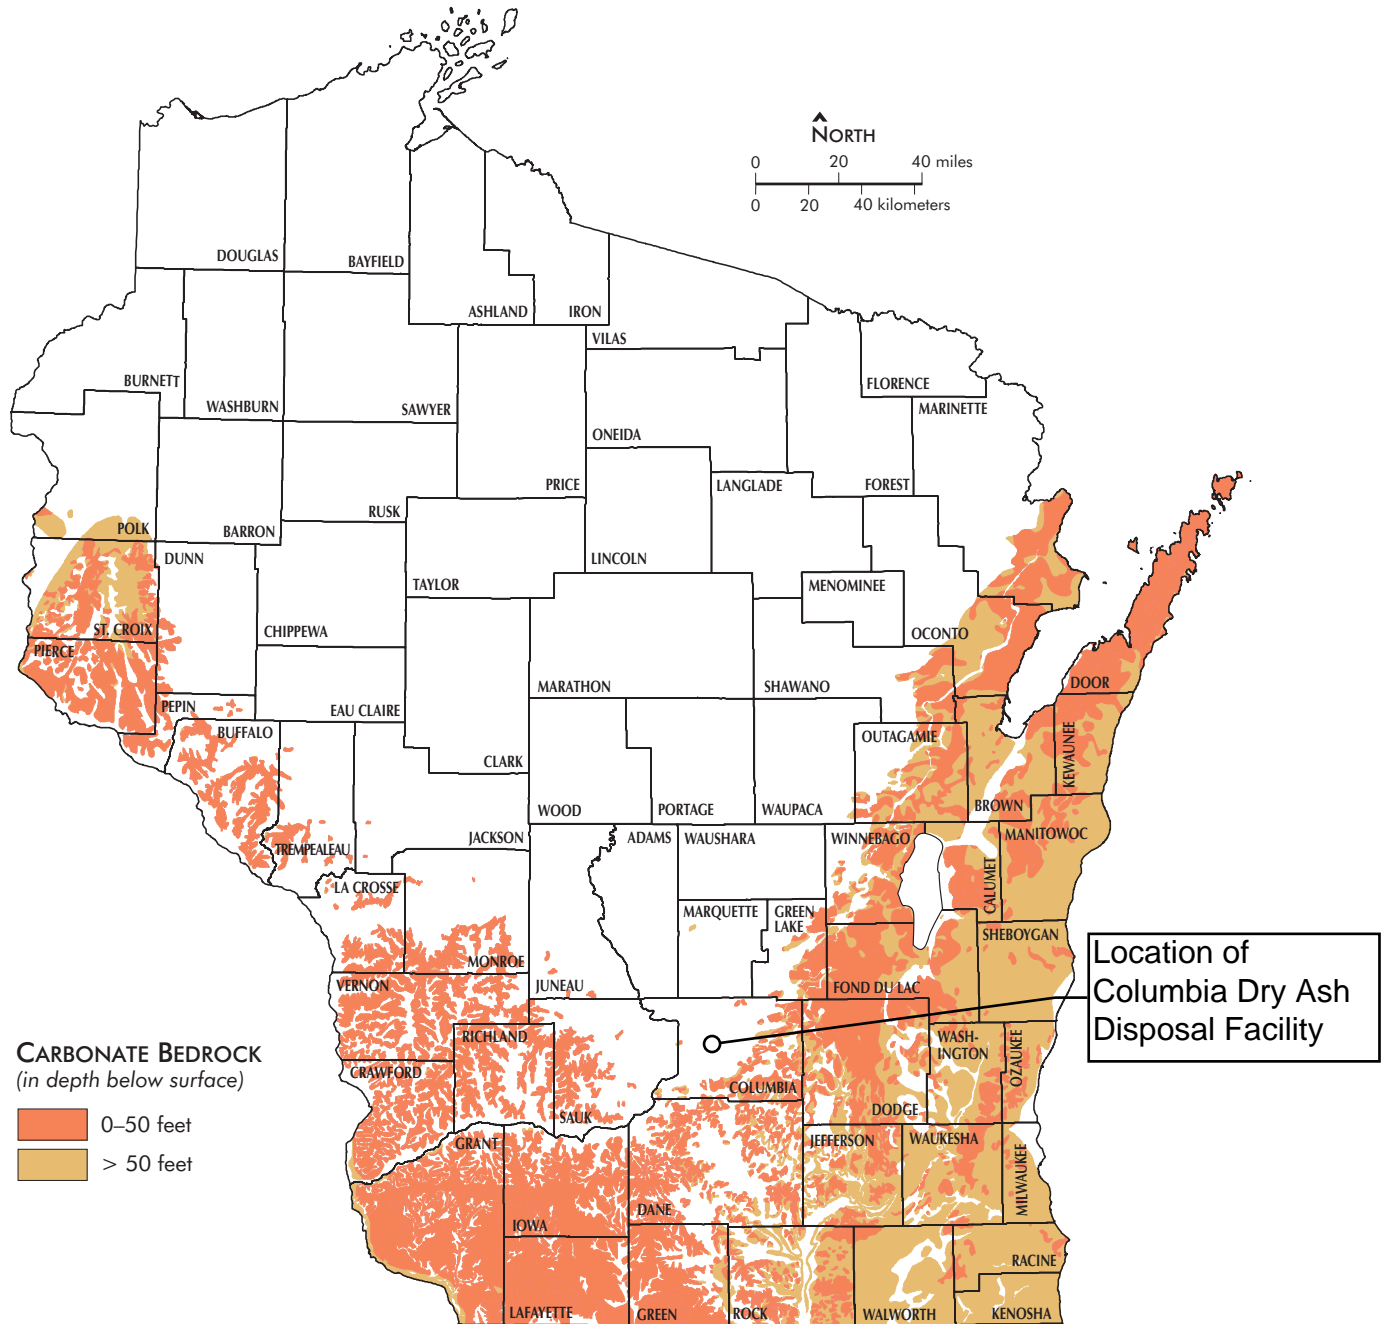 NORTH
0 20 40 miles
0 20 40 kilometers
DOUGLAS
BAYFIELD
ASHLAND
IRON
VILAS
BURNETT
WASHBURN
SAWYER
FLORENCE
MARINETTE
ONEIDA
PRICE
LANGLADE
FOREST
RUSK
POLK
BARRON
DUNN
LINCOLN
TAYLOR
MENOMINEE
ST. CROIX
CHIPPEWA
OCONTO
PIERCE
MARATHON
SHAWANO
DOOR
PEPIN
EAU CLAIRE
BUFFALO
OUTAGAMIE
KEWAUNEE
CLARK
WOOD
PORTAGE
WAUPACA
BROWN
TREMPEALEAU
JACKSON
ADAMS
WAUSHARA
WINNEBAGO
MANITOWOC
CALUMET
LA CROSSE
MARQUETTE
GREEN
LAKE
SHEBOYGAN
MONROE
VERNON
JUNEAU
FOND DU LAC
Location of
Columbia Dry Ash
Disposal Facility
RICHLAND
WASH-
INGTON
OZAUKEE
CARBONATE BEDROCK
(in depth below surface)
0–50 feet
> 50 feet
CRAWFORD
COLUMBIA
SAUK
DODGE
GRANT
JEFFERSON
WAUKESHA
MILWAUKEE
DANE
IOWA
RACINE
LAFAYETTE
GREEN
ROCK
WALWORTH
KENOSHA